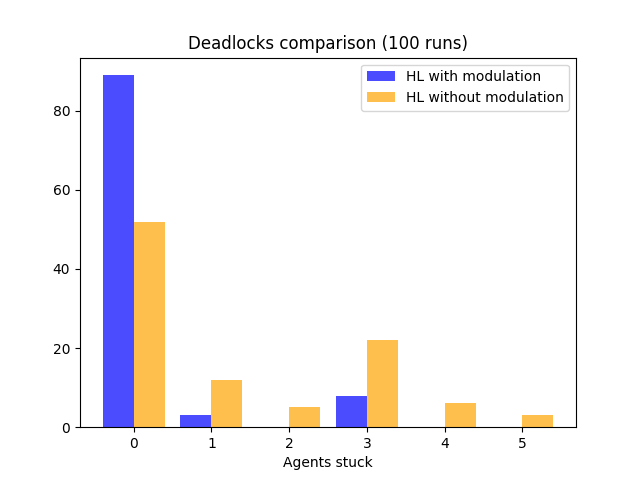 Deadlocks comparison (100 runs)
HL with modulation
HL without modulation
80
60
40
20
0
0 1 2 3 4 5
Agents stuck